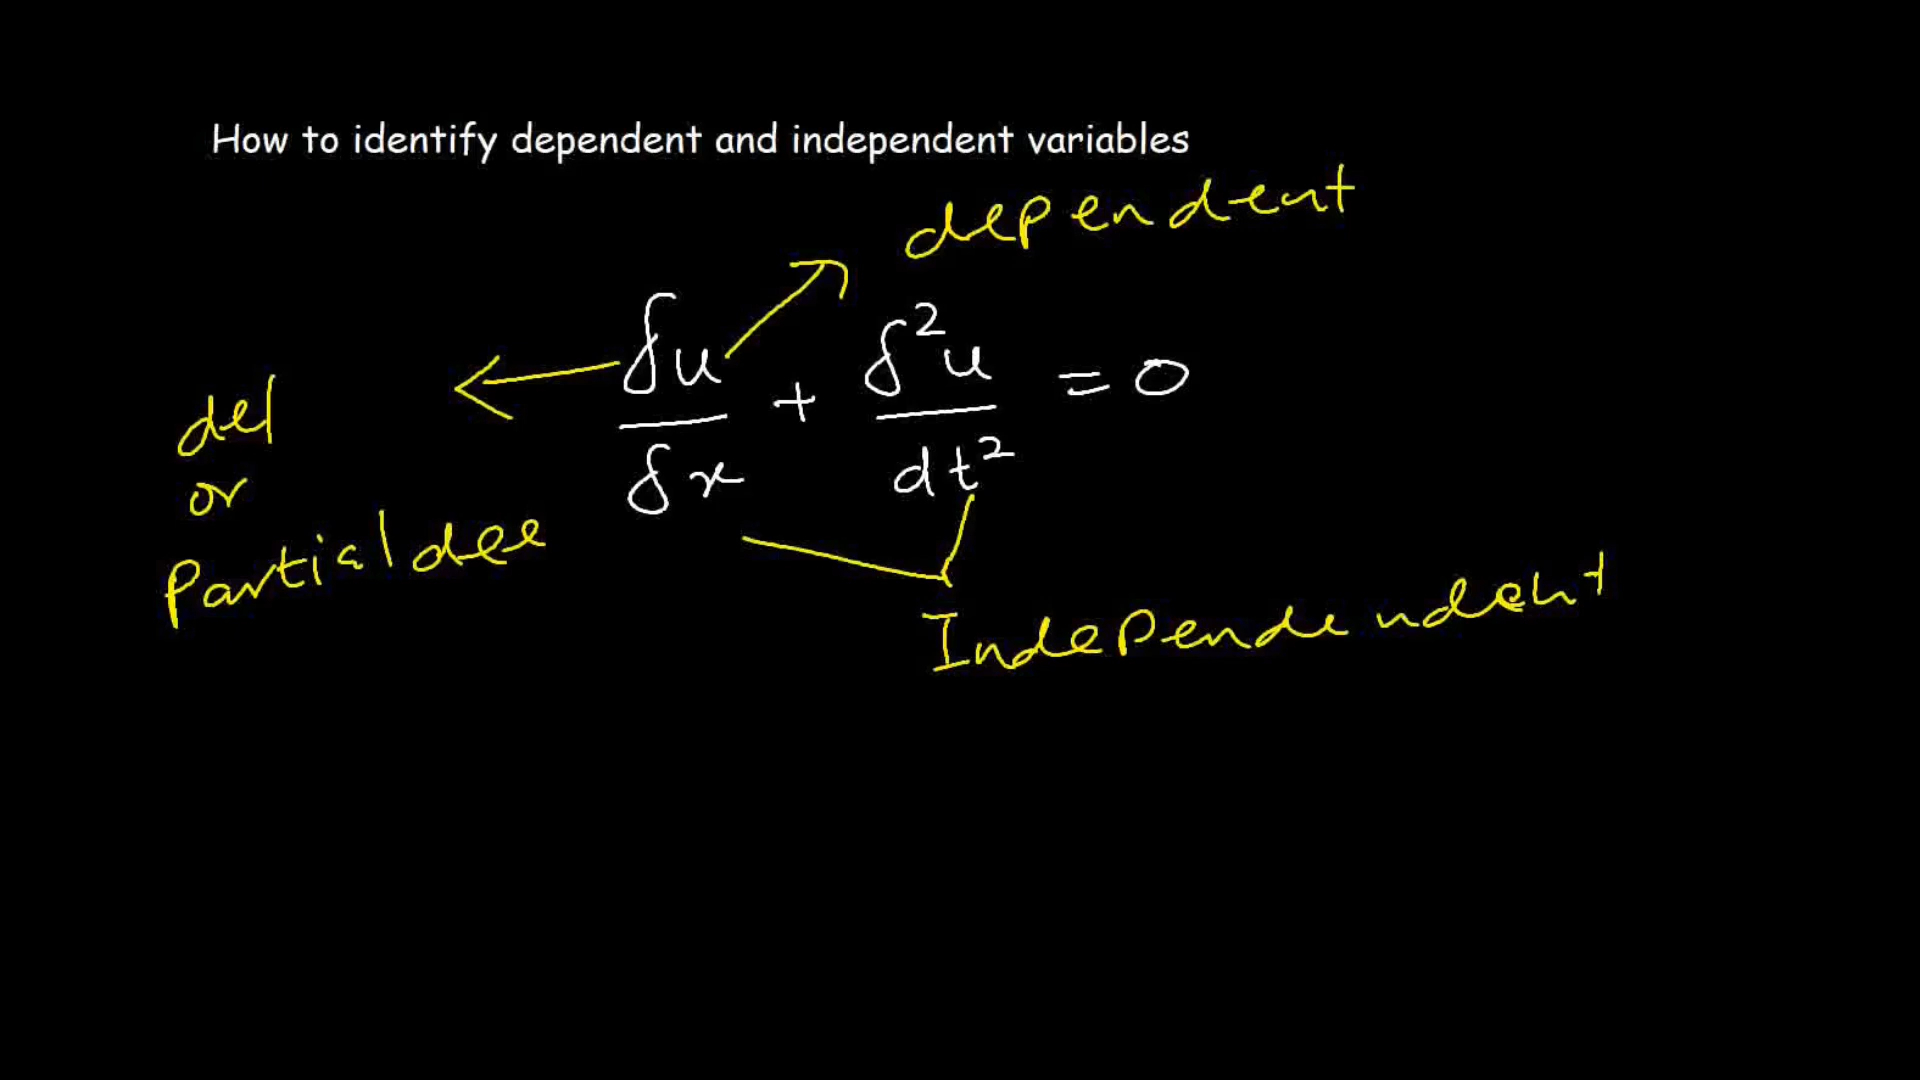 How to identify dependent and independent variables
dependent
δu/δx + δ²u/dt² = 0
del
or
Partial dee
Independendent